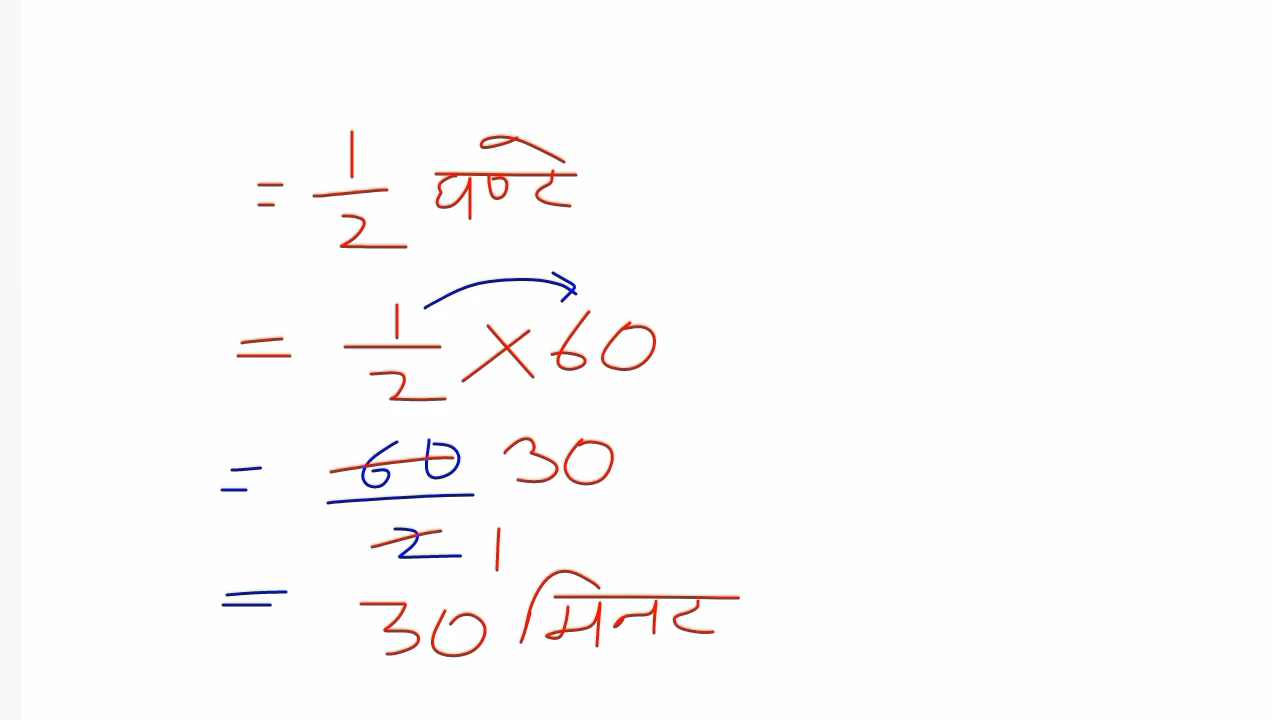 = 1/2 घण्टे
= 1/2 × 60
= 60/2 30 1
= 30 मिनट